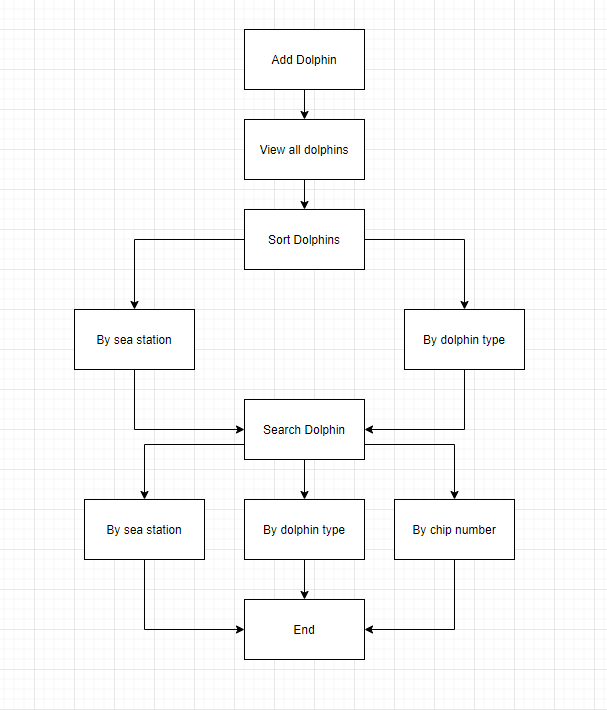 Add Dolphin
View all dolphins
Sort Dolphins
By sea station
By dolphin type
Search Dolphin
By sea station
By dolphin type
By chip number
End